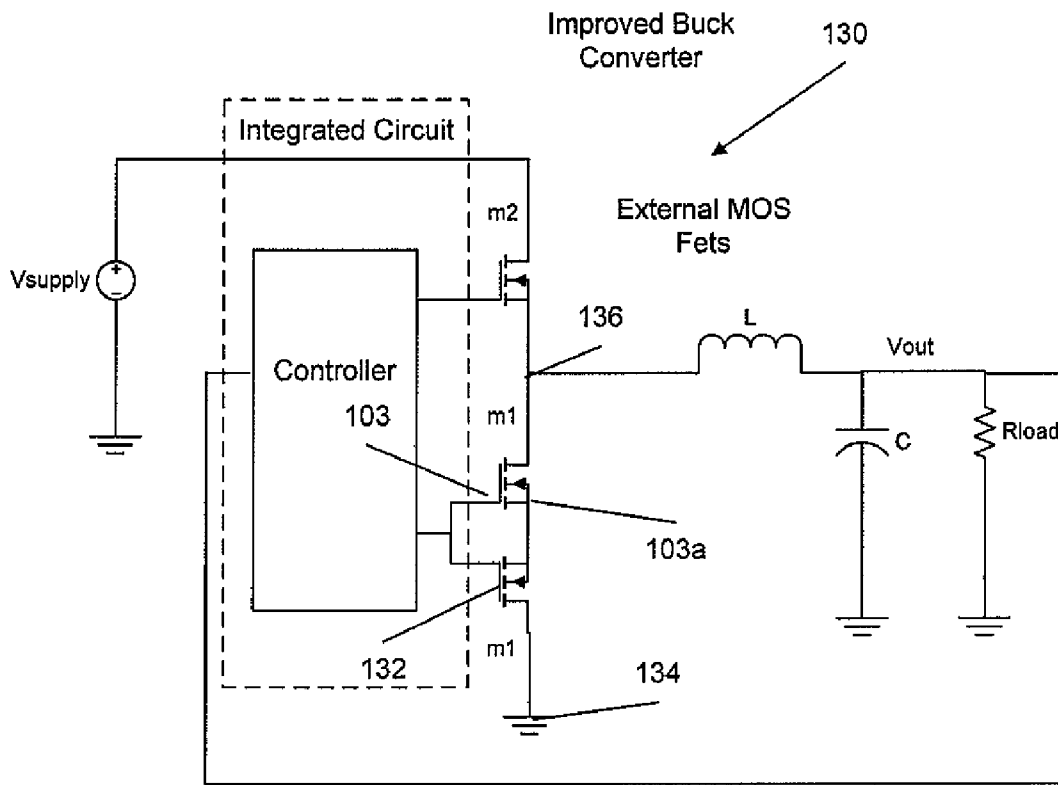 Improved Buck
Converter
130
Integrated Circuit
m2
External MOS
Fets
Vsupply
+
–
136
L
Vout
Controller
m1
103
C
Rload
103a
132
m1
134